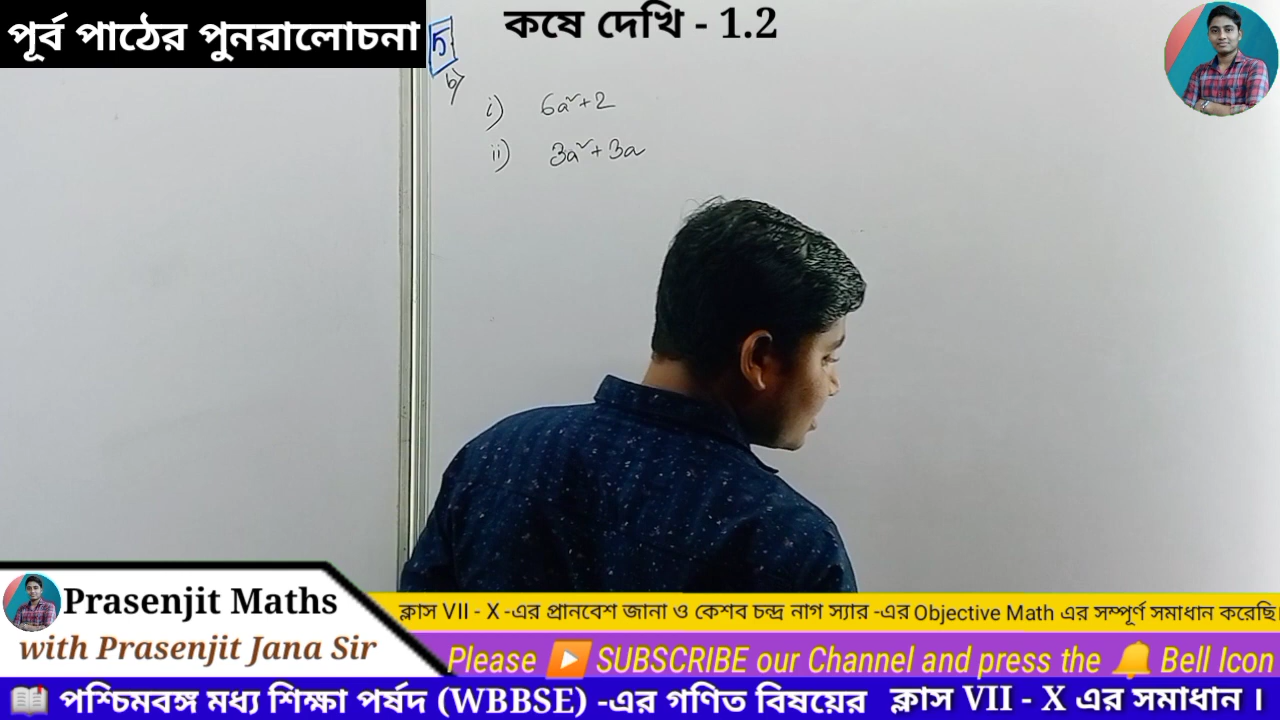 পূর্ব পাঠের পুনরালোচনা
কষে দেখি - 1.2
5
b)
i) 6a²+2
ii) 3a²+3a
Prasenjit Maths
with Prasenjit Jana Sir
ক্লাস VII - X -এর প্রানবেশ জানা ও কেশব চন্দ্র নাগ স্যার -এর Objective Math এর সম্পূর্ণ সমাধান করেছি।
Please ▶️ SUBSCRIBE our Channel and press the 🔔 Bell Icon
📖 পশ্চিমবঙ্গ মধ্য শিক্ষা পর্ষদ (WBBSE) -এর গণিত বিষয়ের ক্লাস VII - X এর সমাধান ।